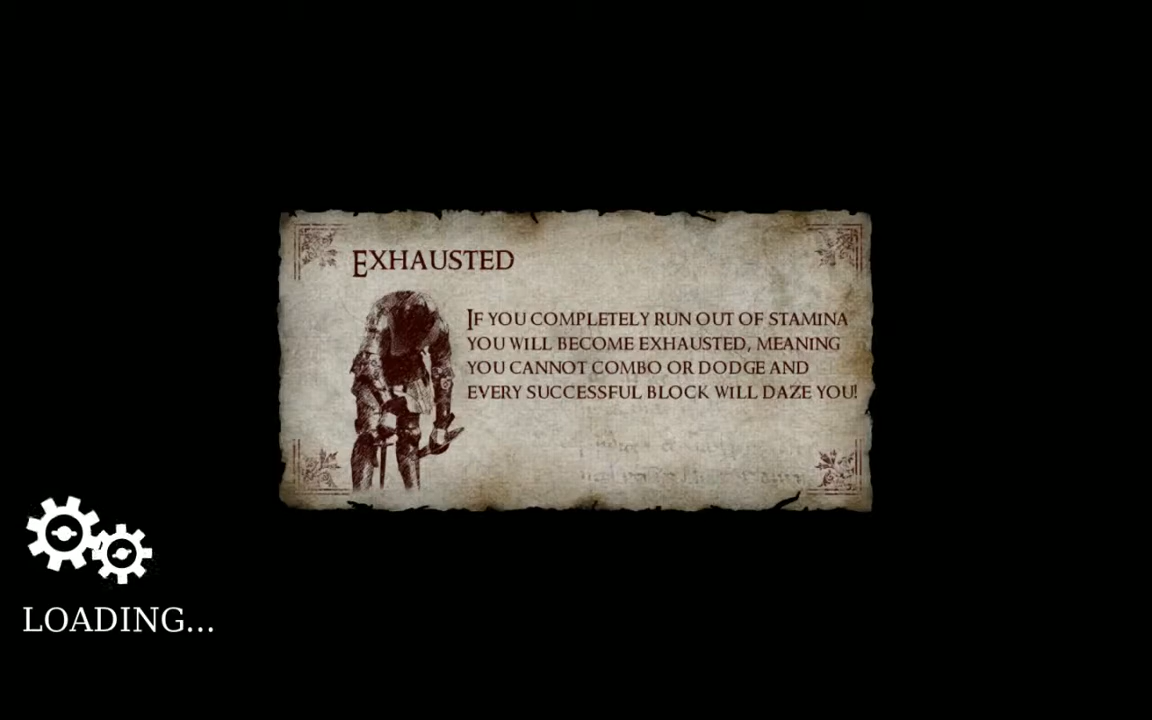 EXHAUSTED
IF YOU COMPLETELY RUN OUT OF STAMINA
YOU WILL BECOME EXHAUSTED, MEANING
YOU CANNOT COMBO OR DODGE AND
EVERY SUCCESSFUL BLOCK WILL DAZE YOU!
LOADING...